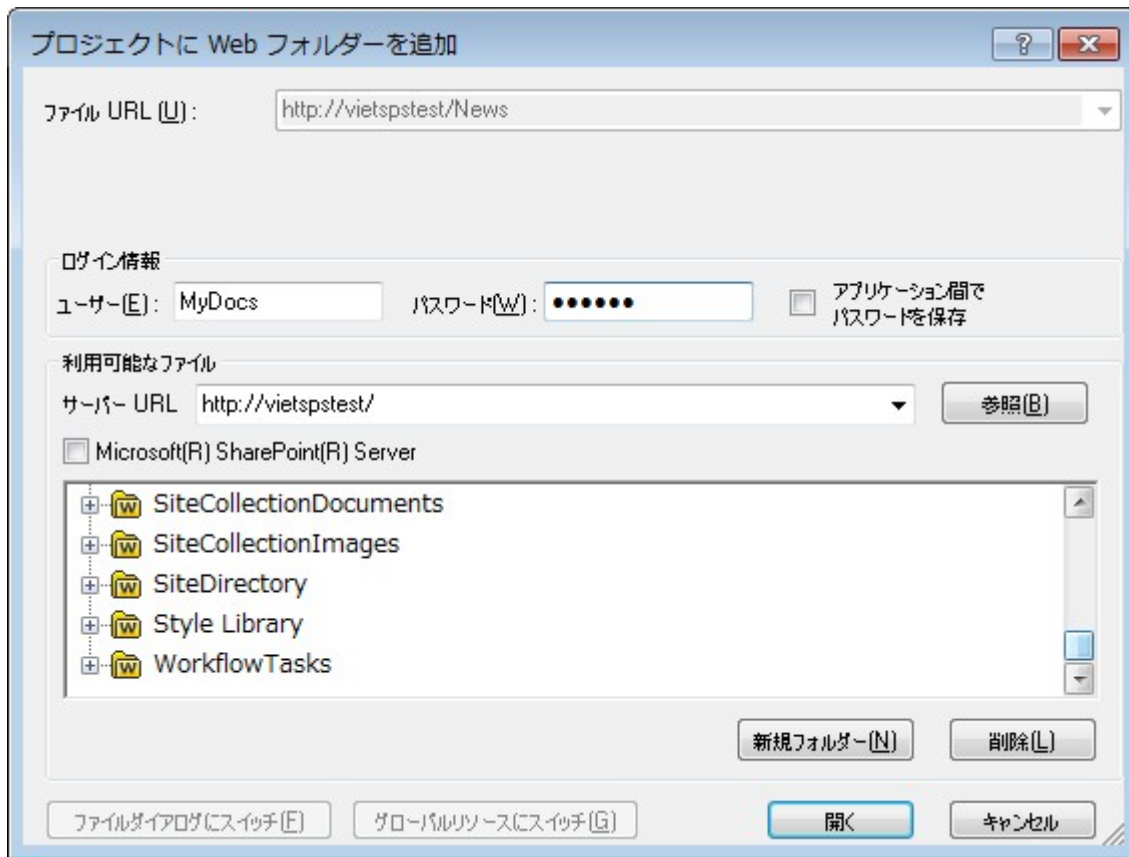 プロジェクトに Web フォルダーを追加
ファイル URL (U) : http://vietspstest/News
ログイン情報
ユーザー(E) : MyDocs パスワード(W) : ●●●●●● アプリケーション間で
パスワードを保存
利用可能なファイル
サーバー URL http://vietspstest/ 参照(B)
Microsoft(R) SharePoint(R) Server
SiteCollectionDocuments
SiteCollectionImages
SiteDirectory
Style Library
WorkflowTasks
新規フォルダー(N) 削除(L)
ファイルダイアログにスイッチ(F) グローバルリソースにスイッチ(G) 開く キャンセル